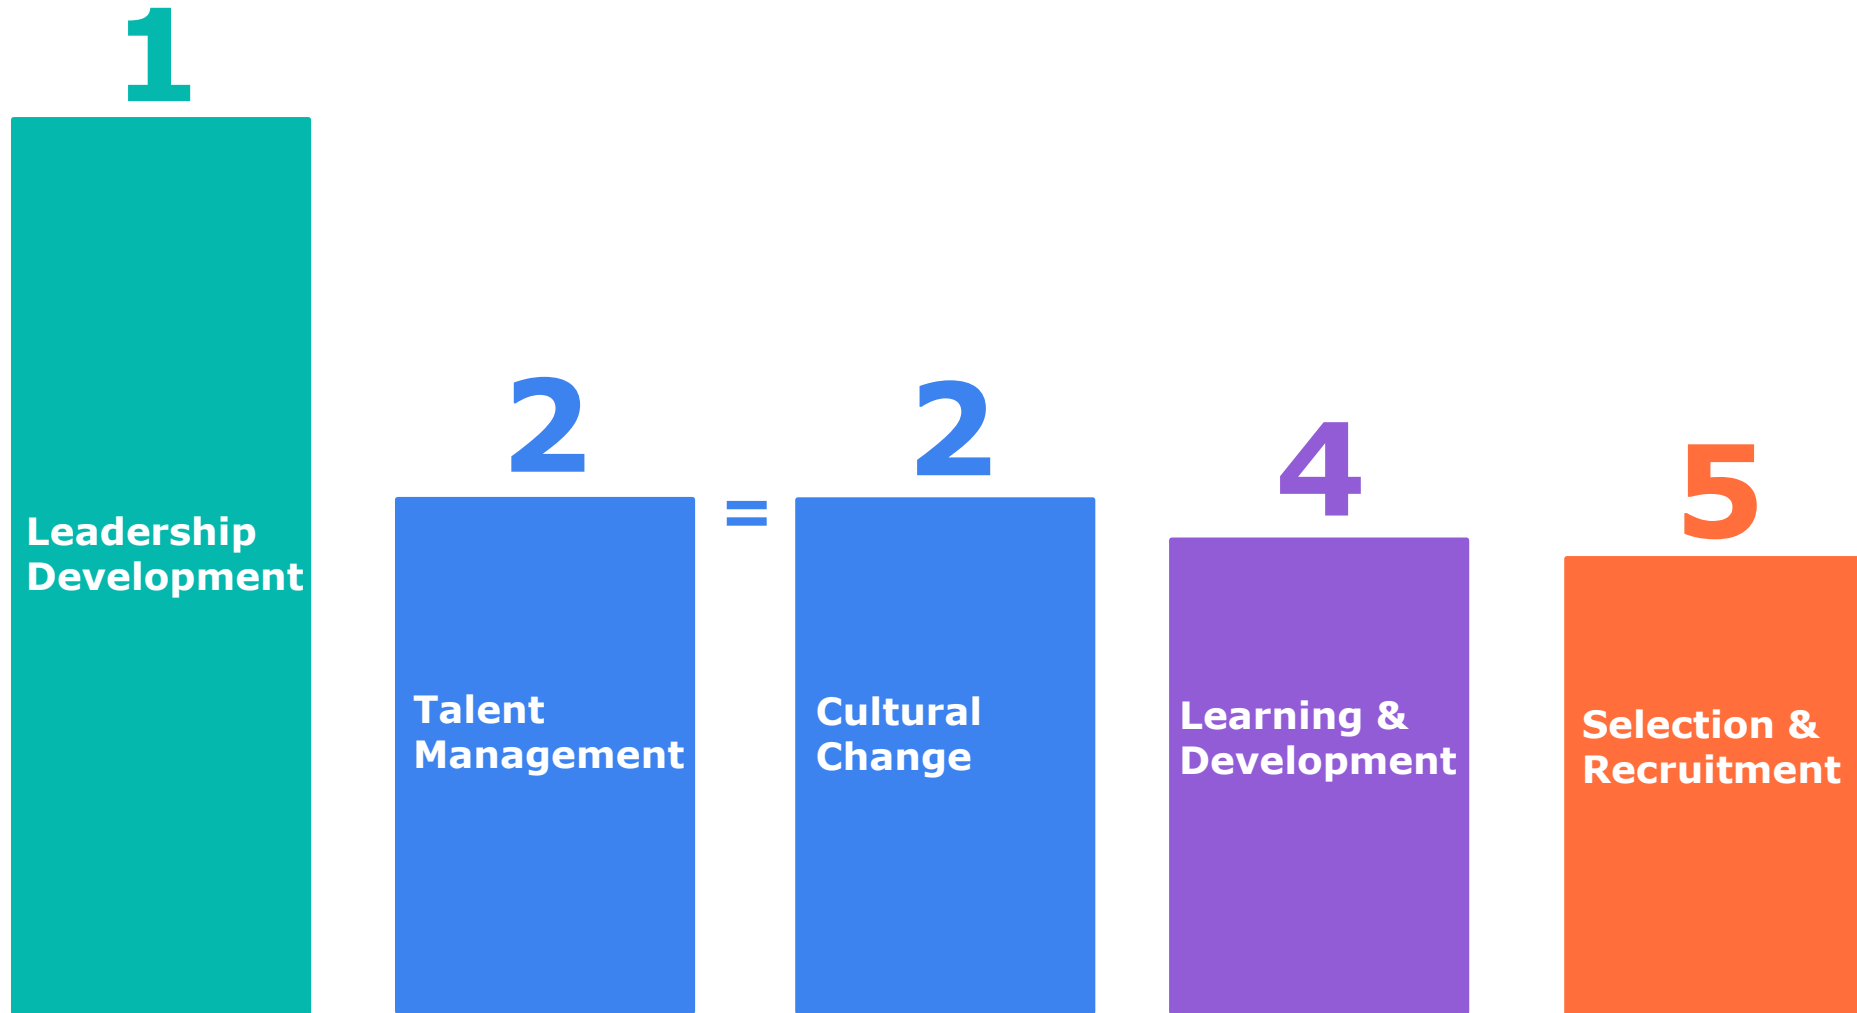 1
Leadership
Development
2
Talent
Management
=
2
Cultural
Change
4
Learning &
Development
5
Selection &
Recruitment